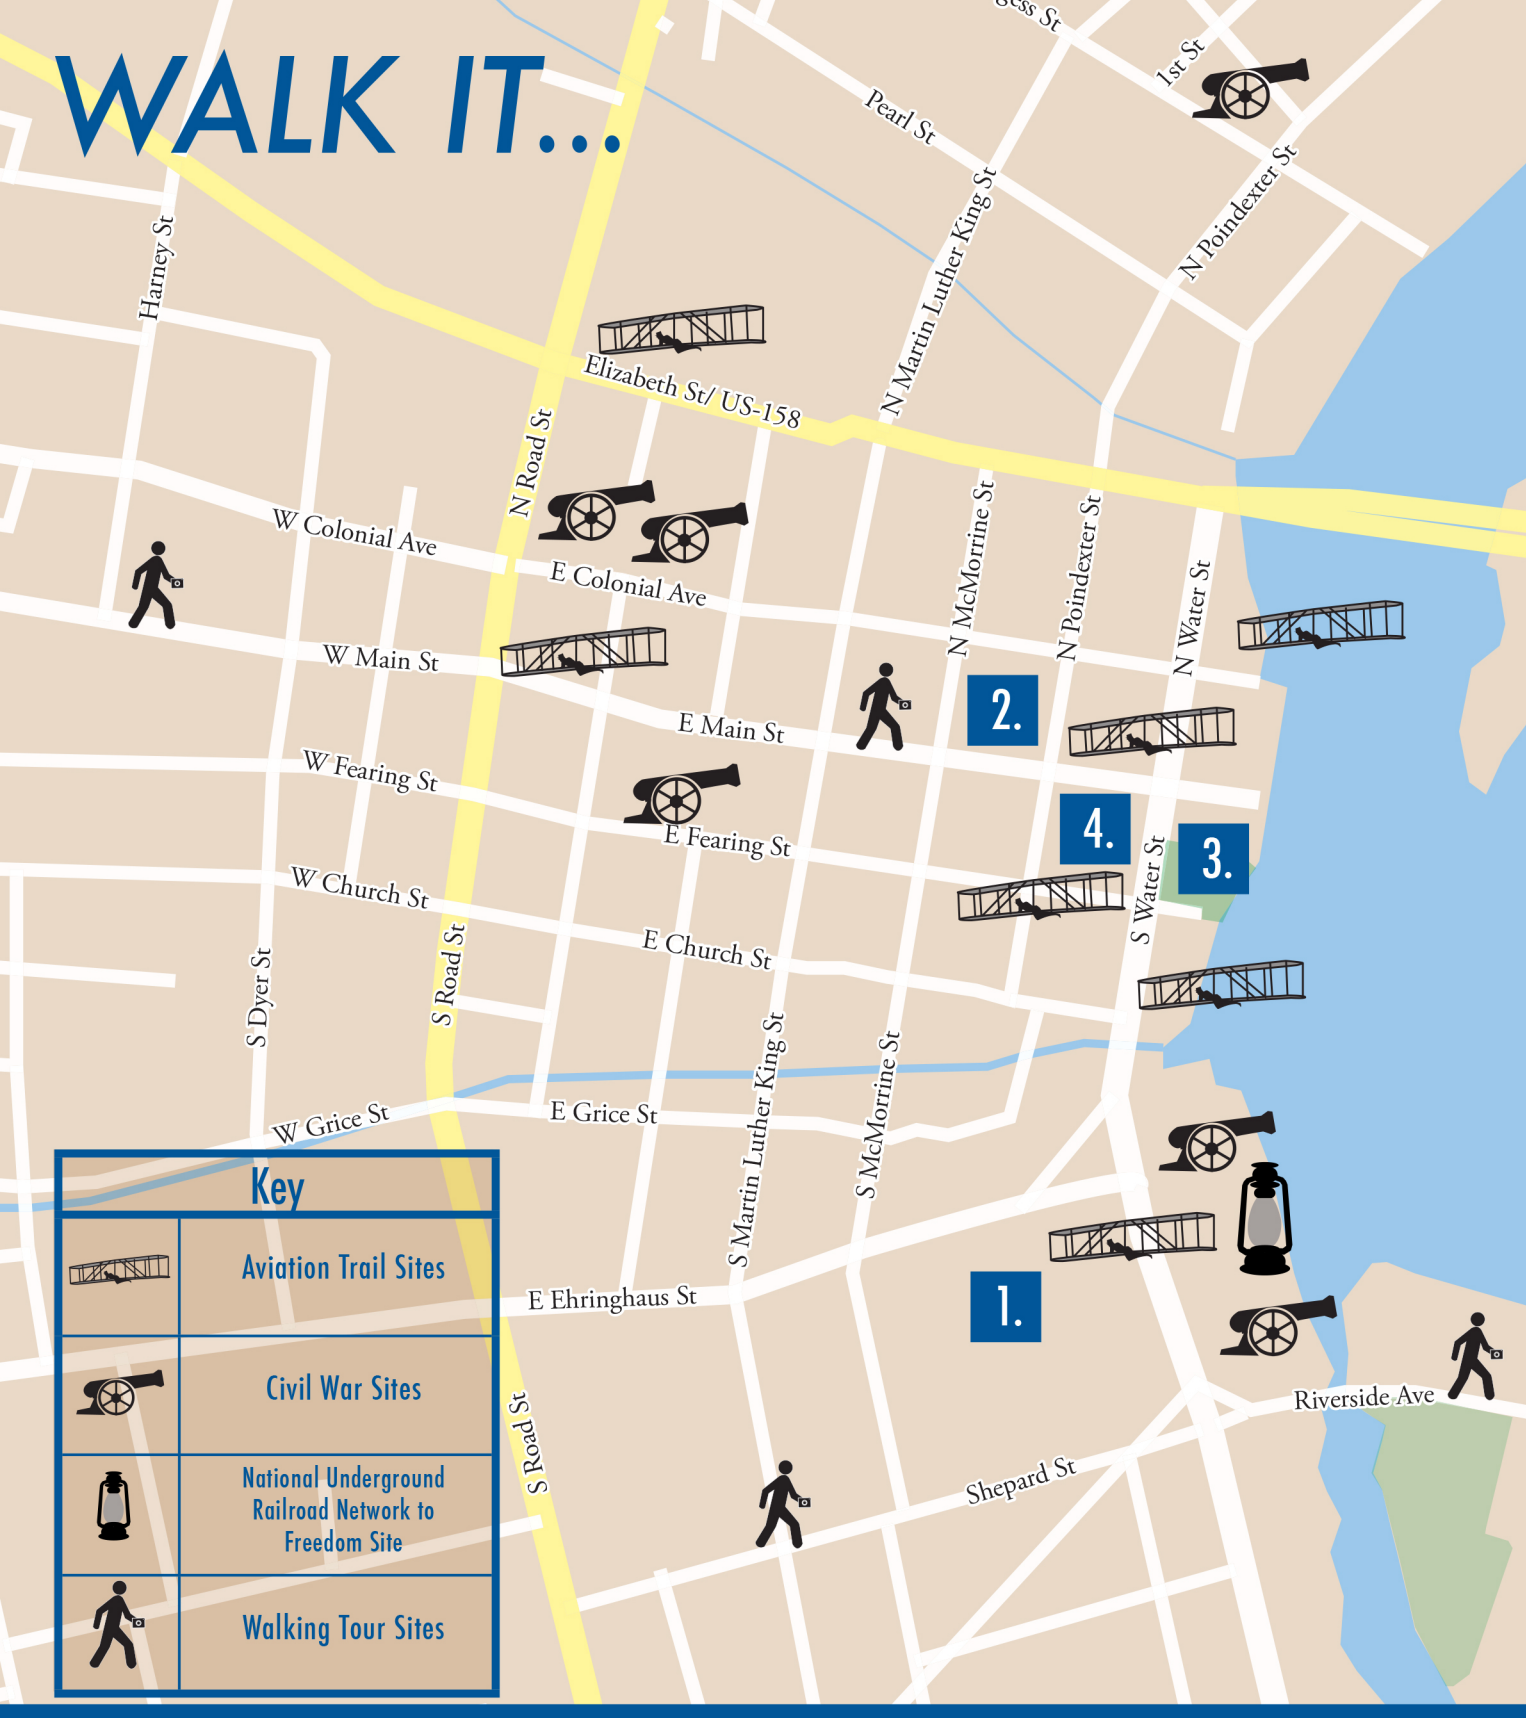 WALK IT...
1st St
Pearl St
N Poindexter St
N Martin Luther King St
Harney St
Elizabeth St/ US-158
N Road St
W Colonial Ave
E Colonial Ave
N McMorrine St
N Poindexter St
N Water St
W Main St
E Main St
2.
W Fearing St
E Fearing St
4.
3.
W Church St
E Church St
S Water St
S Dyer St
S Road St
S Martin Luther King St
S McMorrine St
W Grice St
E Grice St
E Ehringhaus St
1.
S Road St
Shepard St
Riverside Ave
Key
Aviation Trail Sites
Civil War Sites
National Underground
Railroad Network to
Freedom Site
Walking Tour Sites